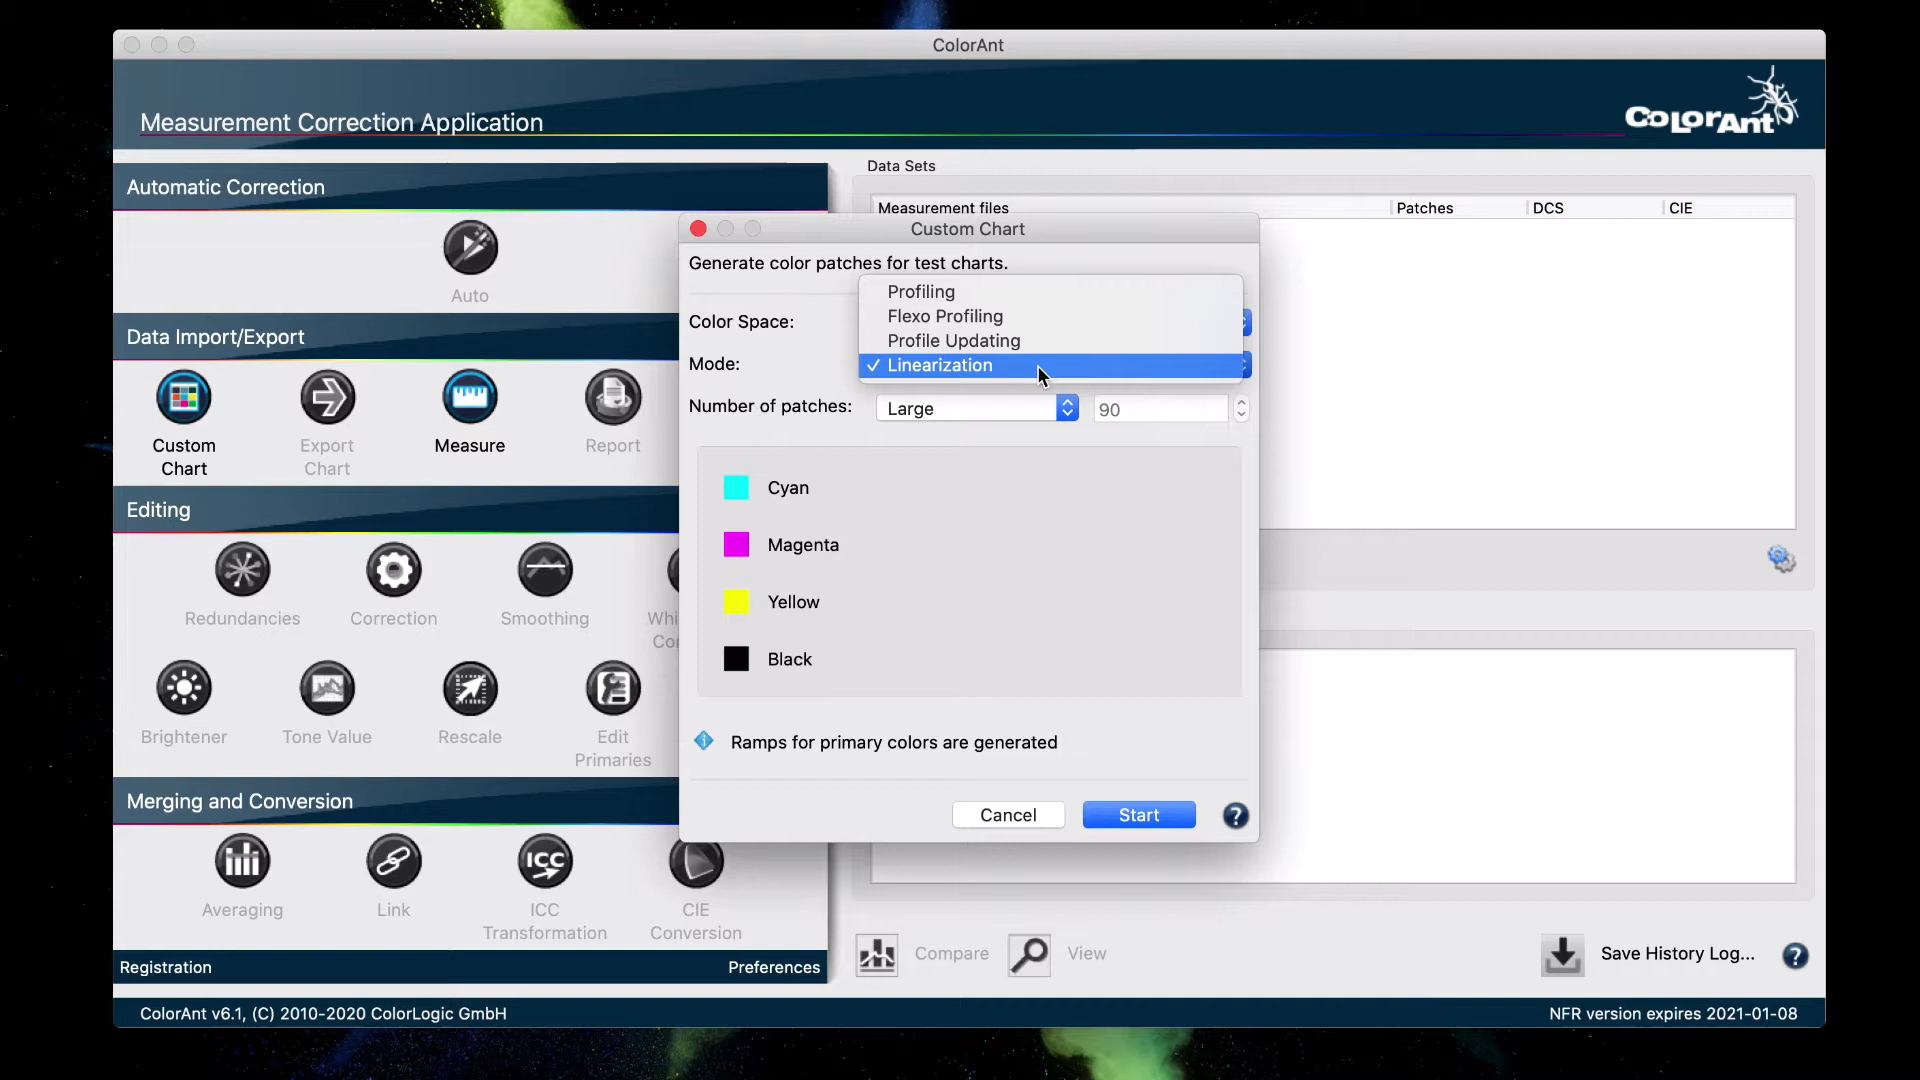 ColorAnt
Measurement Correction Application
ColorAnt
Automatic Correction
Auto
Data Import/Export
Custom
Chart
Export
Chart
Measure
Report
Editing
Redundancies
Correction
Smoothing
Brightener
Tone Value
Rescale
Edit
Primaries
Merging and Conversion
Averaging
Link
ICC
ICC
Transformation
CIE
Conversion
Registration
Preferences
Data Sets
Measurement files
Patches
DCS
CIE
Custom Chart
Generate color patches for test charts.
Color Space:
Profiling
Flexo Profiling
Profile Updating
Mode:
✓ Linearization
Number of patches:
Large
90
Cyan
Magenta
Yellow
Black
Ramps for primary colors are generated
Cancel
Start
?
Compare
View
Save History Log...
?
ColorAnt v6.1, (C) 2010-2020 ColorLogic GmbH
NFR version expires 2021-01-08